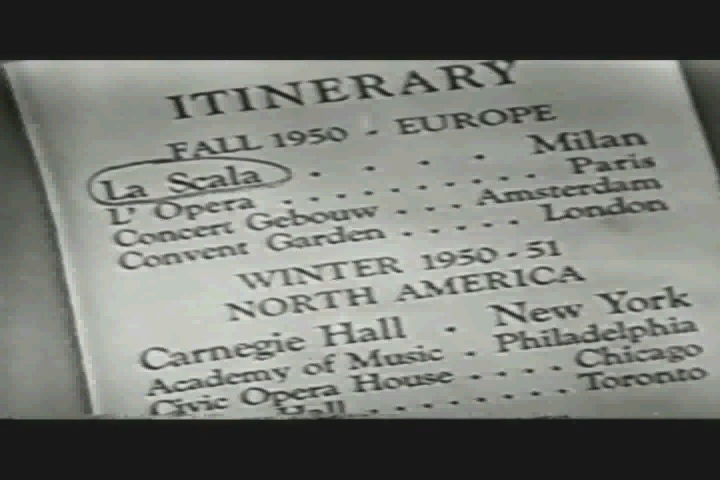 ITINERARY
FALL 1950 - EUROPE
La Scala . . . . Milan
L' Opera . . . . . . . . . . Paris
Concert Gebouw . . . Amsterdam
Convent Garden . . . . . London
WINTER 1950-51
NORTH AMERICA
Carnegie Hall . New York
Academy of Music . Philadelphia
Civic Opera House . . . . Chicago
Hall . . . . . . . . . Toronto